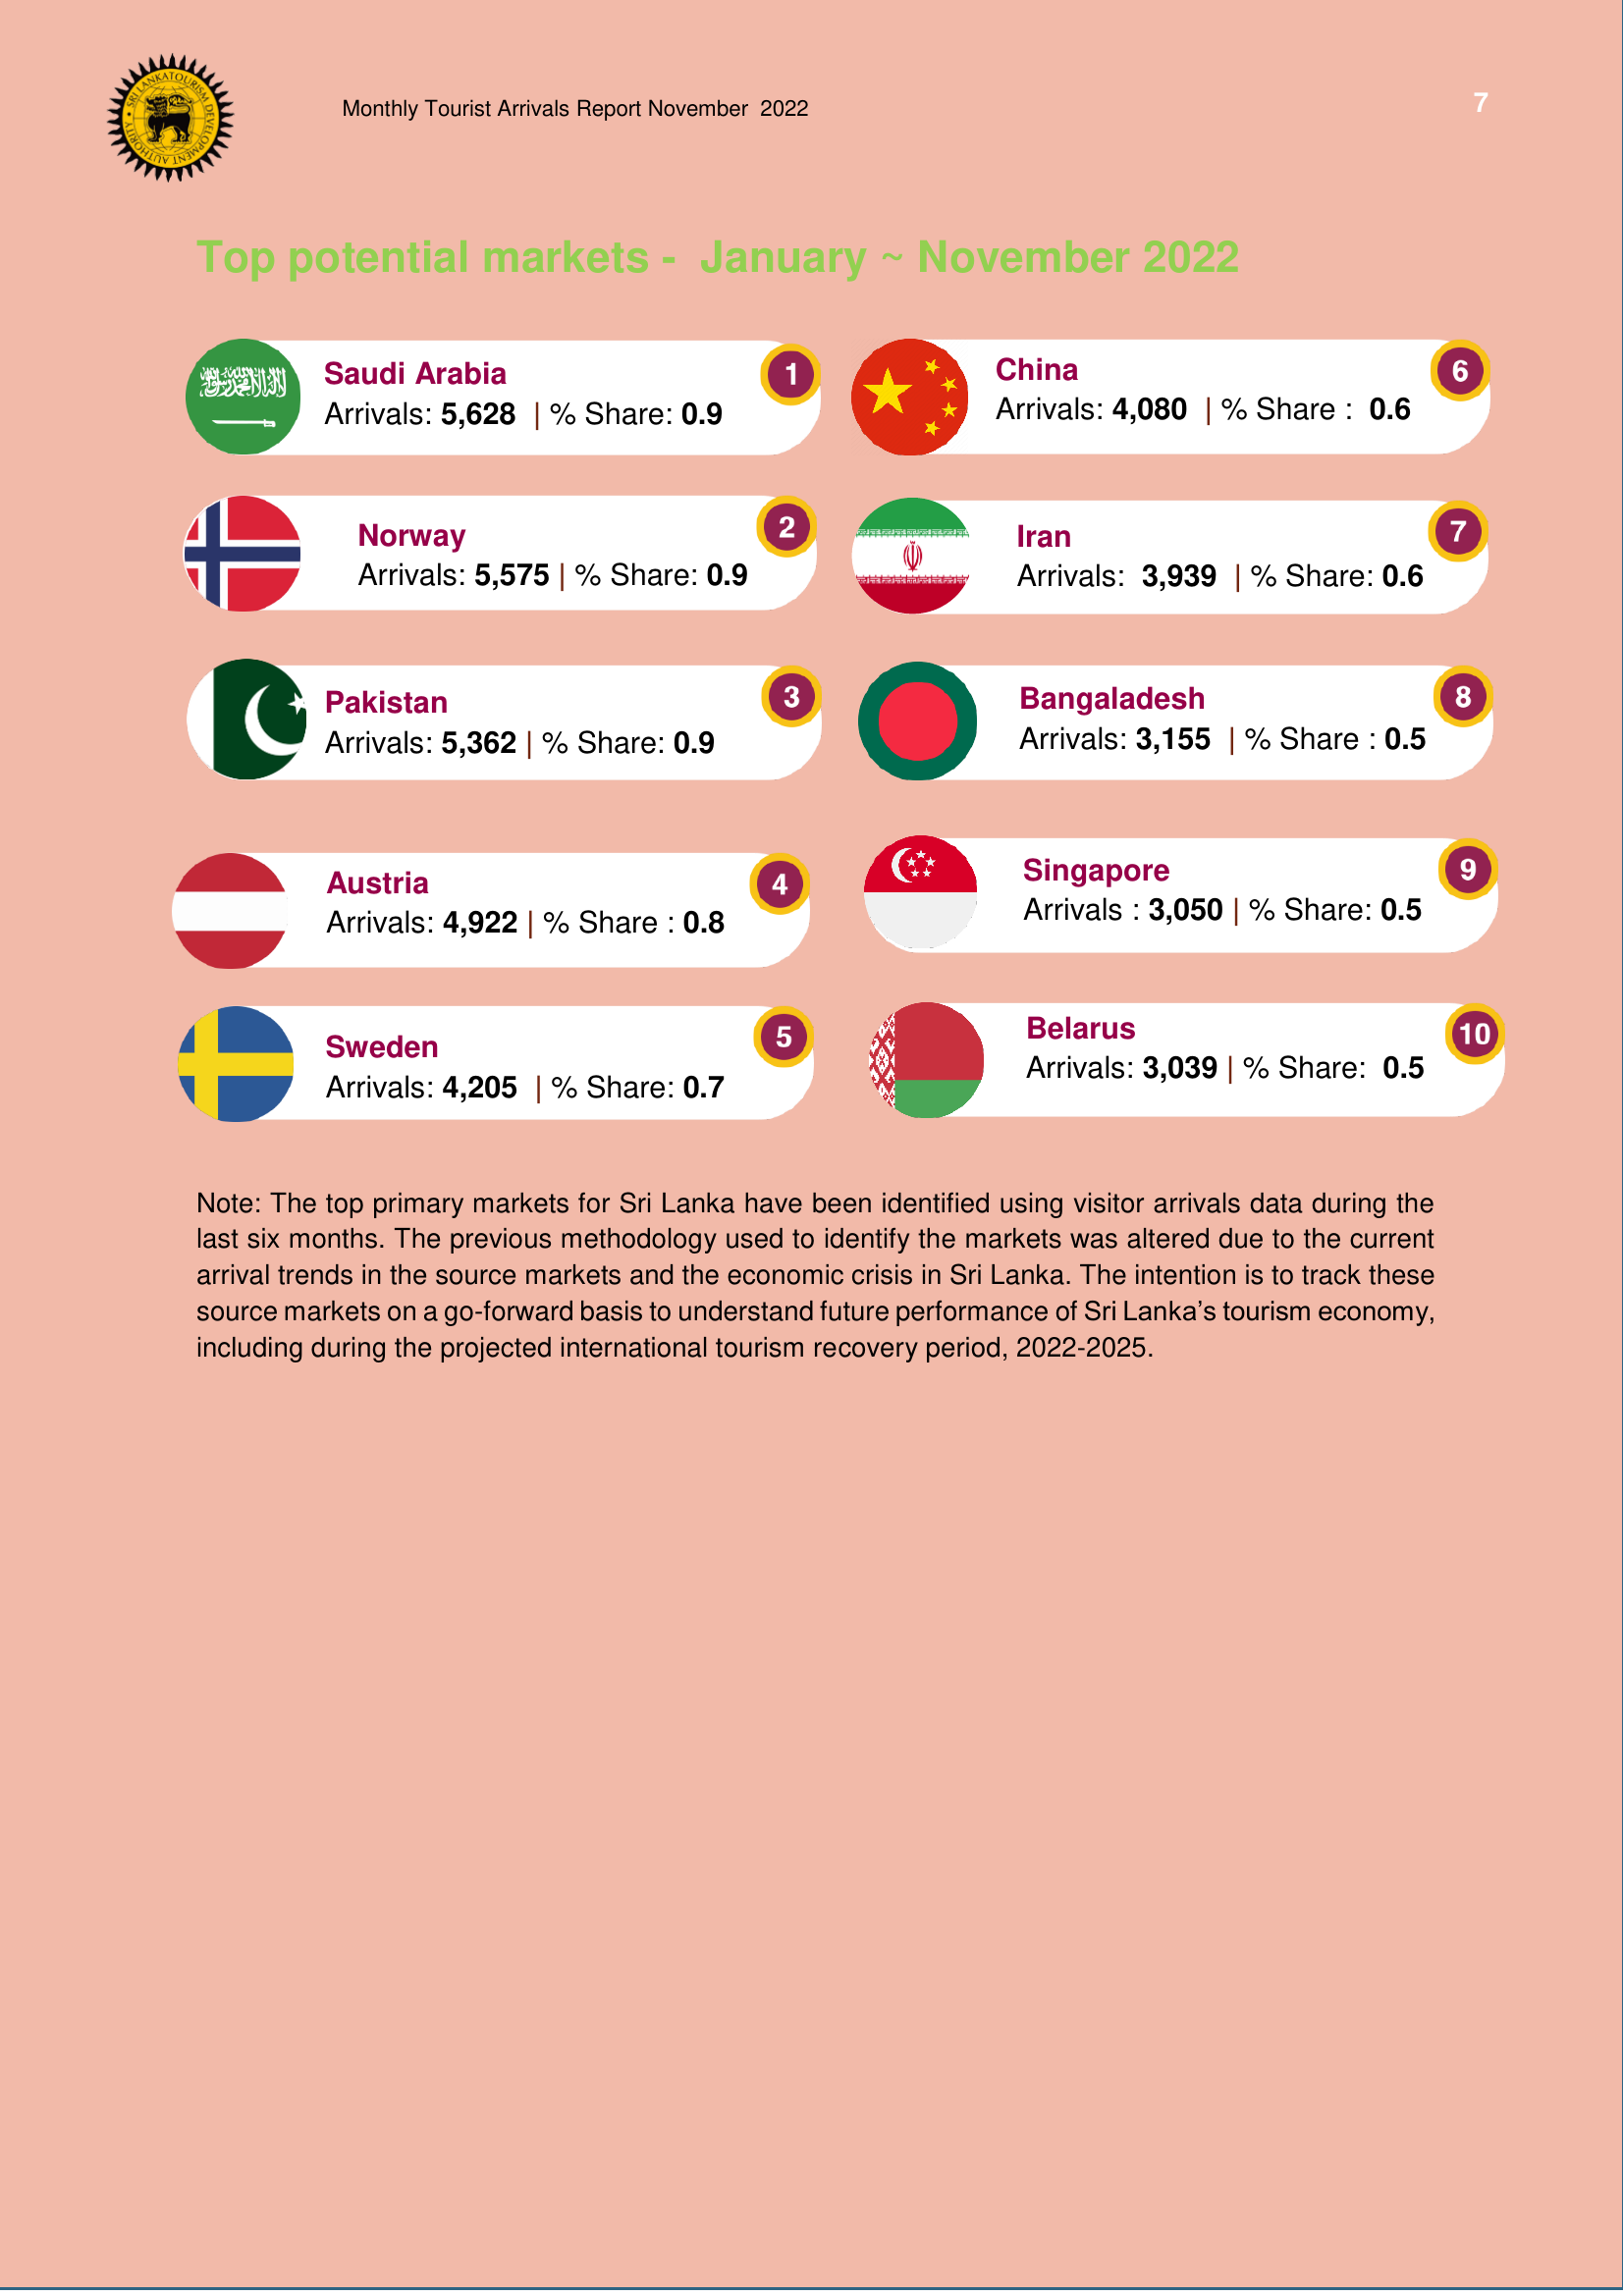 SRI LANKA TOURISM DEVELOPMENT AUTHORITY
Monthly Tourist Arrivals Report November  2022
7
Top potential markets -  January ~ November 2022
Saudi Arabia
Arrivals: 5,628  | % Share: 0.9
1
Norway
Arrivals: 5,575 | % Share: 0.9
2
Pakistan
Arrivals: 5,362 | % Share: 0.9
3
Austria
Arrivals: 4,922 | % Share : 0.8
4
Sweden
Arrivals: 4,205  | % Share: 0.7
5
China
Arrivals: 4,080  | % Share :  0.6
6
Iran
Arrivals:  3,939  | % Share: 0.6
7
Bangaladesh
Arrivals: 3,155  | % Share : 0.5
8
Singapore
Arrivals : 3,050 | % Share: 0.5
9
Belarus
Arrivals: 3,039 | % Share:  0.5
10
Note: The top primary markets for Sri Lanka have been identified using visitor arrivals data during the
last six months. The previous methodology used to identify the markets was altered due to the current
arrival trends in the source markets and the economic crisis in Sri Lanka. The intention is to track these
source markets on a go-forward basis to understand future performance of Sri Lanka’s tourism economy,
including during the projected international tourism recovery period, 2022-2025.